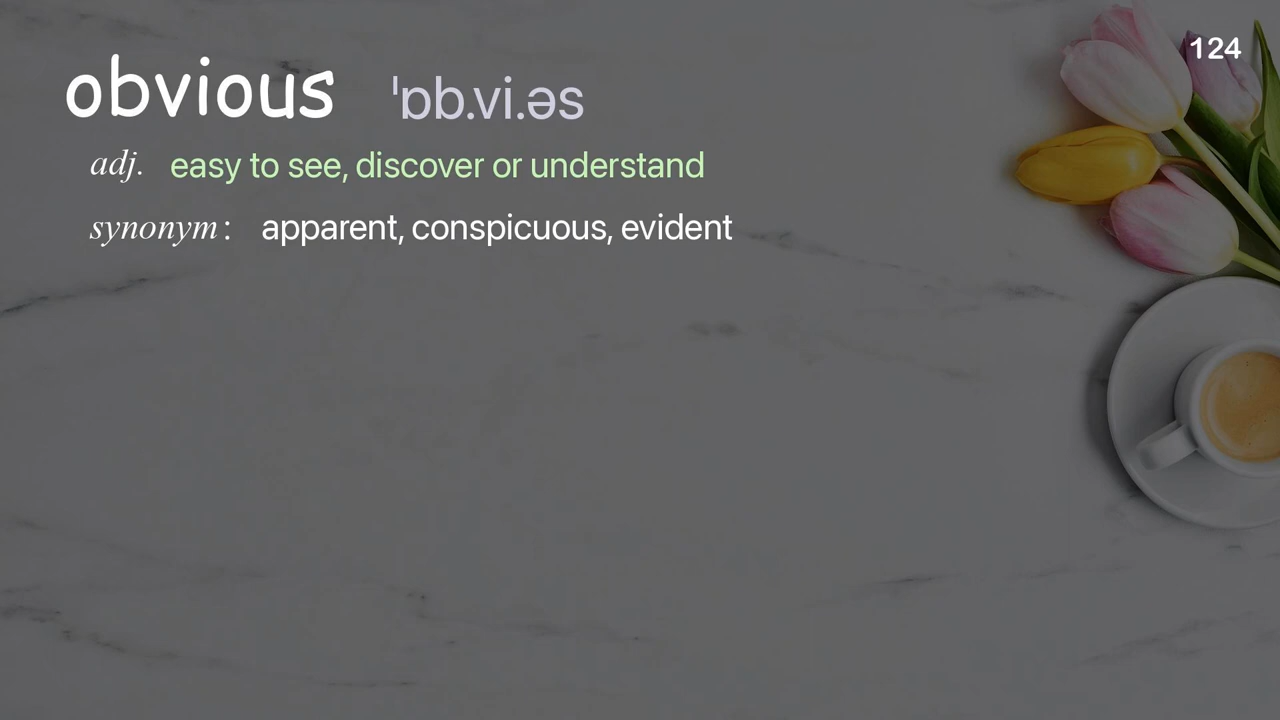 124
obvious ˈɒb.vi.əs
adj. easy to see, discover or understand
synonym: apparent, conspicuous, evident